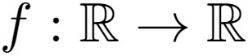 f : ℝ → ℝ